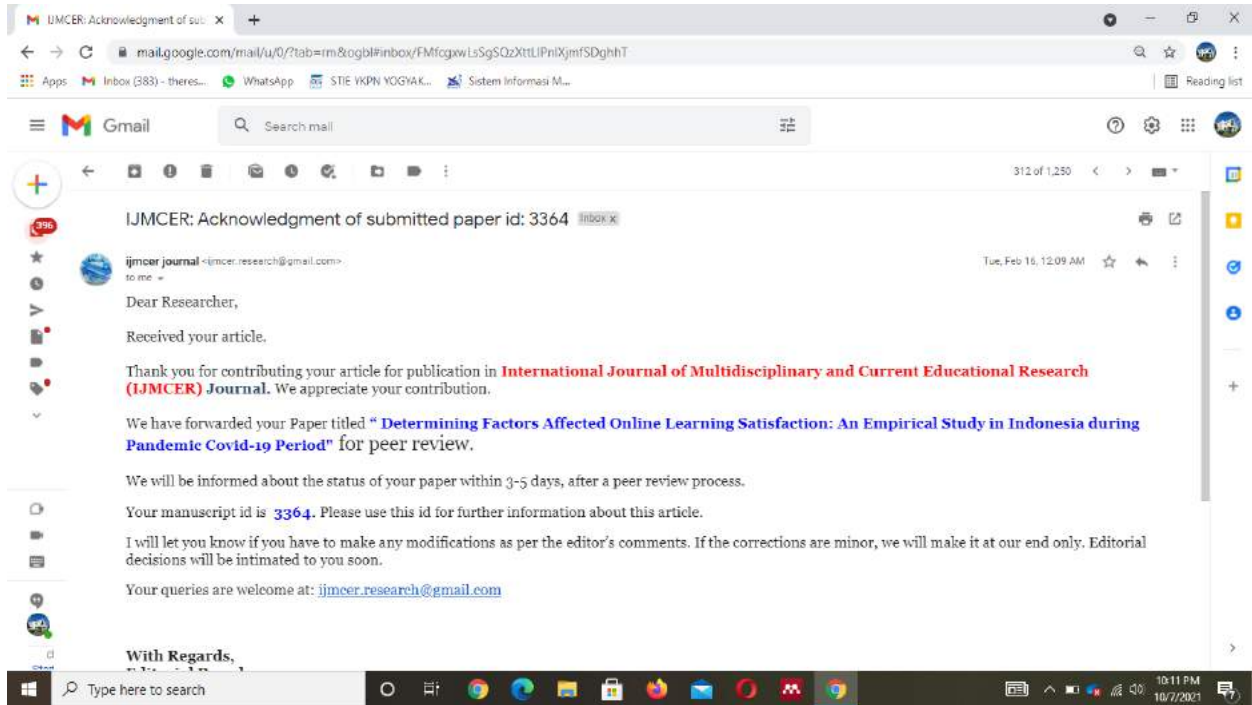 IJMCER: Acknowledgment of sub
mail.google.com/mail/u/0/?tab=rm&ogbl#inbox/
Apps
Inbox (383) - theres...
WhatsApp
STIE YKPN YOGYAK...
Sistem Informasi M...
Reading list
Gmail
Search mail
312 of 1,250
396
IJMCER: Acknowledgment of submitted paper id: 3364 Inbox x
ijmcer journal <ijmcer.research@gmail.com>
Tue, Feb 16, 12:09 AM
to me
Dear Researcher,
Received your article.
Thank you for contributing your article for publication in International Journal of Multidisciplinary and Current Educational Research
(IJMCER) Journal. We appreciate your contribution.
We have forwarded your Paper titled “ Determining Factors Affected Online Learning Satisfaction: An Empirical Study in Indonesia during
Pandemic Covid-19 Period" for peer review.
We will be informed about the status of your paper within 3-5 days, after a peer review process.
Your manuscript id is 3364. Please use this id for further information about this article.
I will let you know if you have to make any modifications as per the editor’s comments. If the corrections are minor, we will make it at our end only. Editorial
decisions will be intimated to you soon.
Your queries are welcome at: ijmcer.research@gmail.com
With Regards,
Type here to search
10:11 PM
10/7/2021